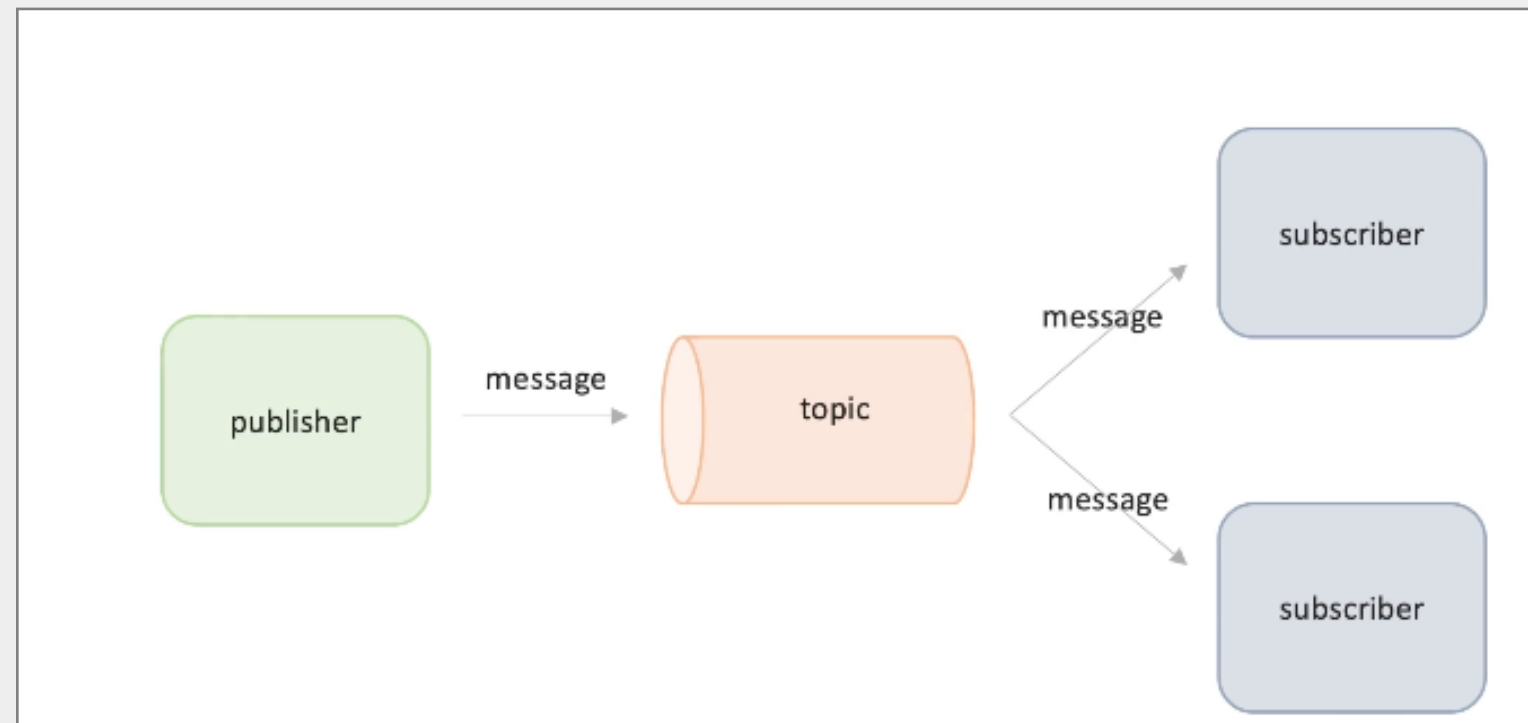 publisher
message
topic
message
subscriber
message
subscriber